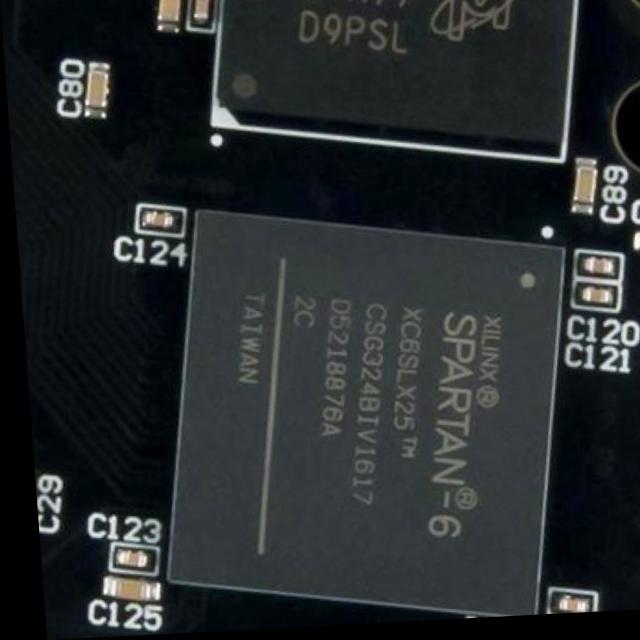 D9PSL
C80
C89
C124
C120
C121
XILINX®
SPARTAN®-6
XC6SLX25™
CSG324BIV1617
D5218876A
2C
TAIWAN
C29
C123
C125